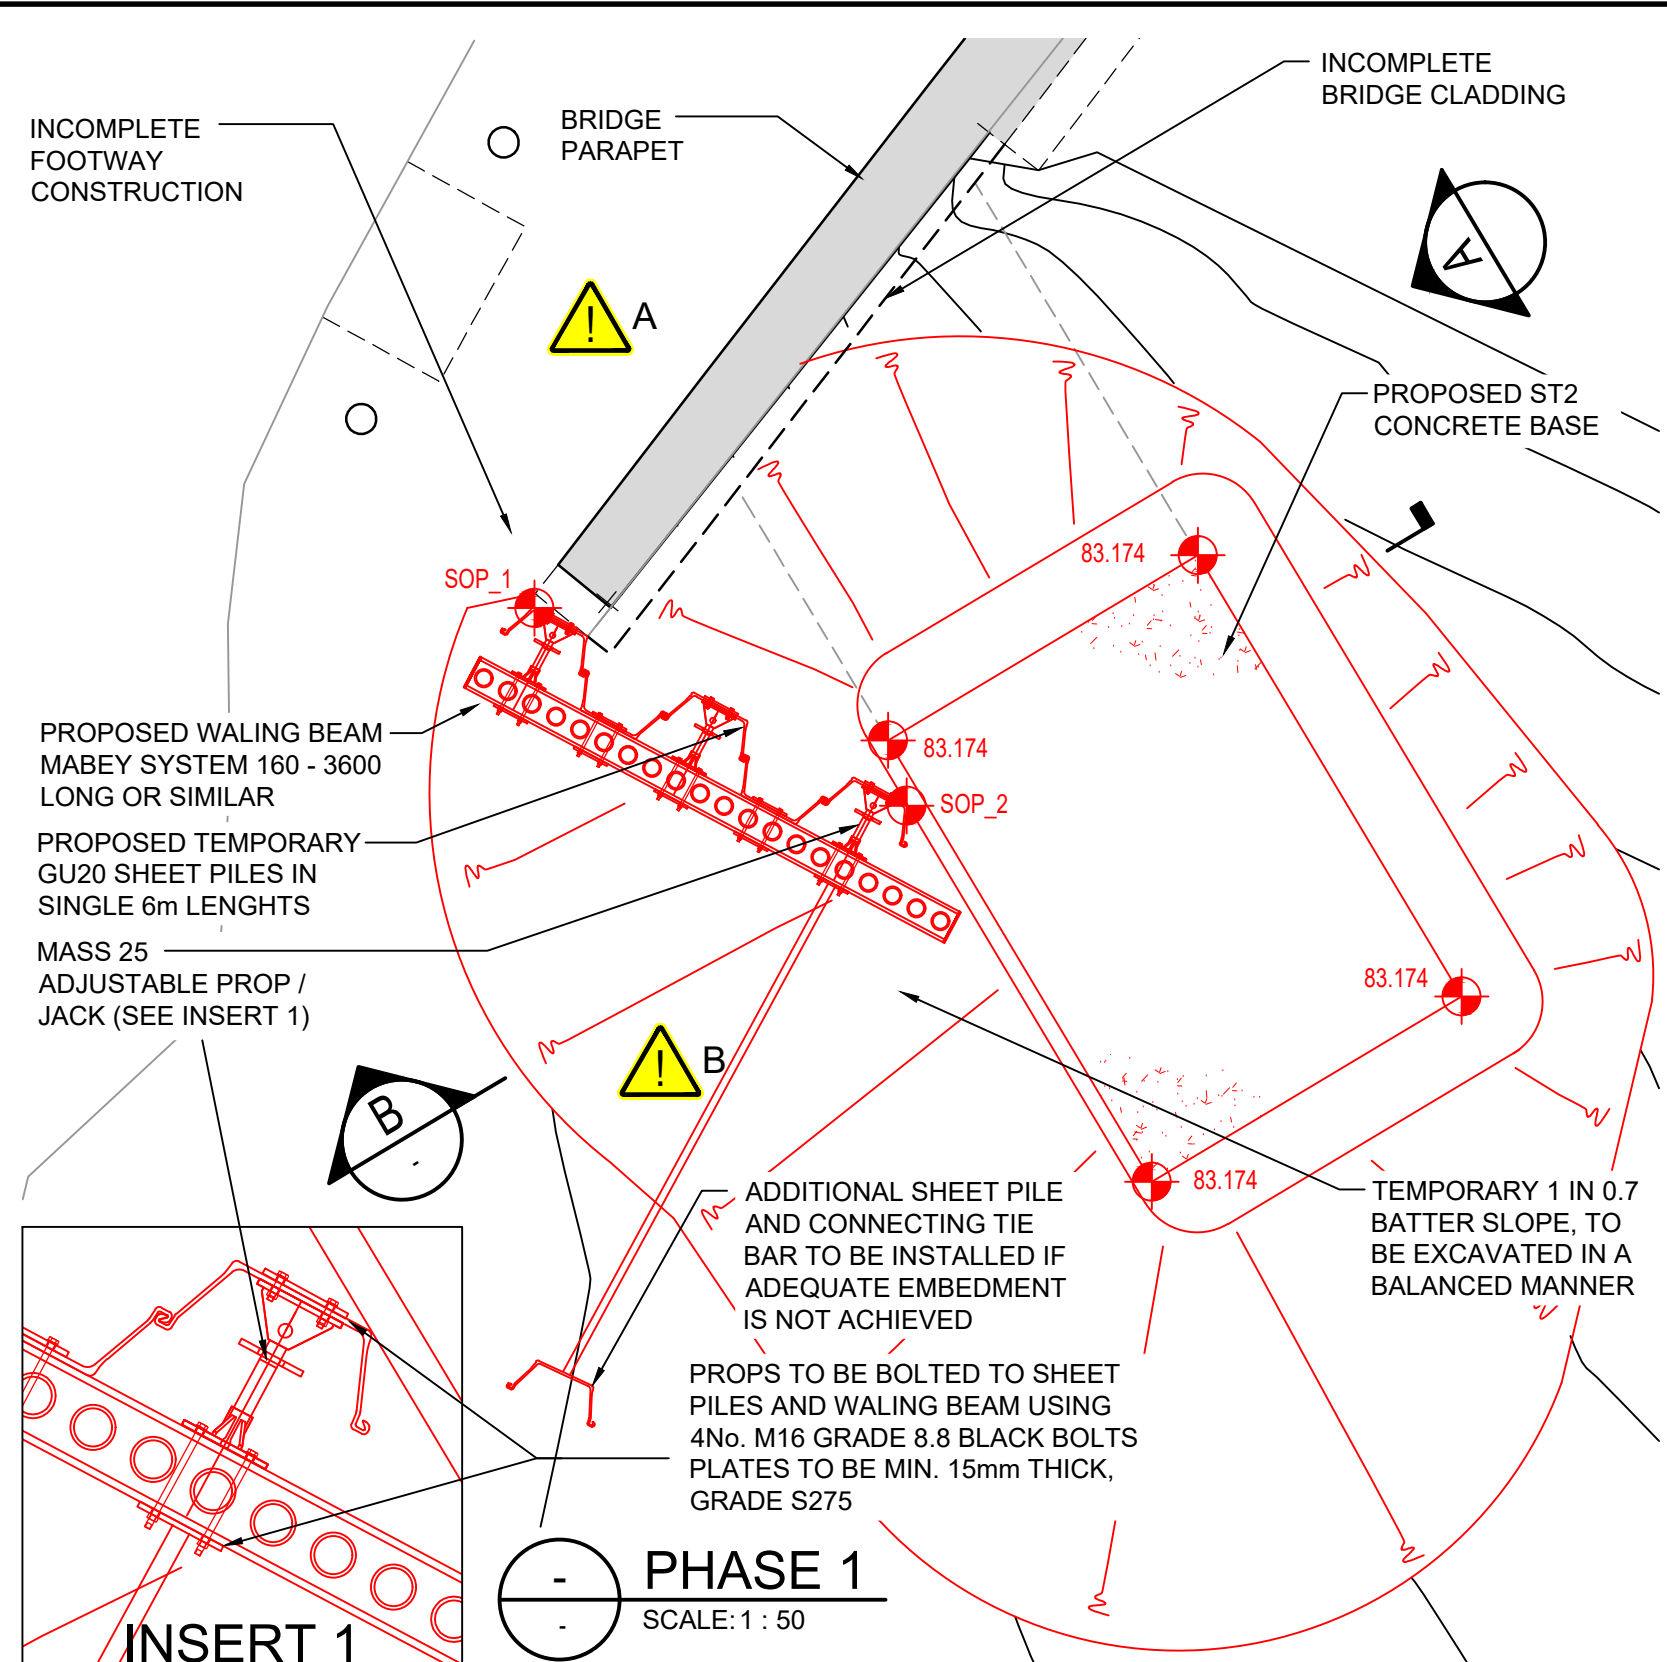 INCOMPLETE
FOOTWAY
CONSTRUCTION
BRIDGE
PARAPET
INCOMPLETE
BRIDGE CLADDING
A
!
A
PROPOSED ST2
CONCRETE BASE
83.174
SOP_1
83.174
SOP_2
83.174
83.174
PROPOSED WALING BEAM
MABEY SYSTEM 160 - 3600
LONG OR SIMILAR
PROPOSED TEMPORARY
GU20 SHEET PILES IN
SINGLE 6m LENGHTS
MASS 25
ADJUSTABLE PROP /
JACK (SEE INSERT 1)
!
B
B
-
ADDITIONAL SHEET PILE
AND CONNECTING TIE
BAR TO BE INSTALLED IF
ADEQUATE EMBEDMENT
IS NOT ACHIEVED
TEMPORARY 1 IN 0.7
BATTER SLOPE, TO
BE EXCAVATED IN A
BALANCED MANNER
PROPS TO BE BOLTED TO SHEET
PILES AND WALING BEAM USING
4No. M16 GRADE 8.8 BLACK BOLTS
PLATES TO BE MIN. 15mm THICK,
GRADE S275
INSERT 1
-
-
PHASE 1
SCALE: 1 : 50